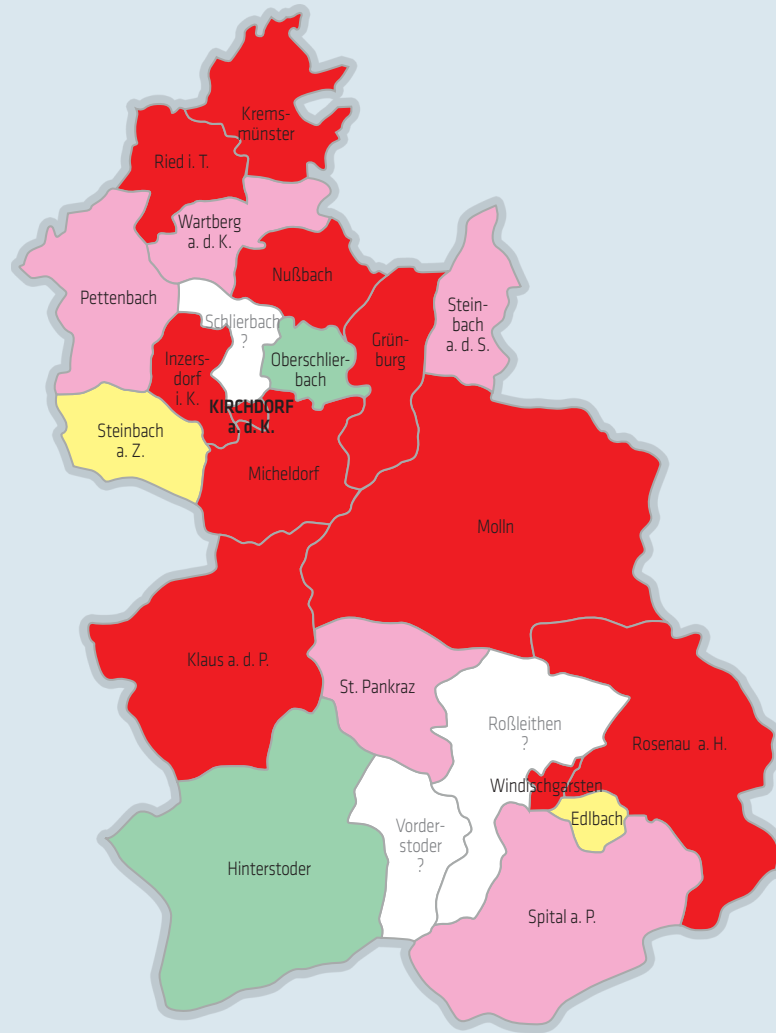 Krems-
münster
Ried i. T.
Wartberg
a. d. K.
Nußbach
Pettenbach
Stein-
bach
a. d. S.
Schlierbach
?
Grün-
burg
Inzers-
dorf
i. K.
Oberschlier-
bach
KIRCHDORF
a. d. K.
Steinbach
a. Z.
Micheldorf
Molln
Klaus a. d. P.
St. Pankraz
Roßleithen
?
Rosenau a. H.
Windischgarsten
Edlbach
Vorder-
stoder
?
Hinterstoder
Spital a. P.